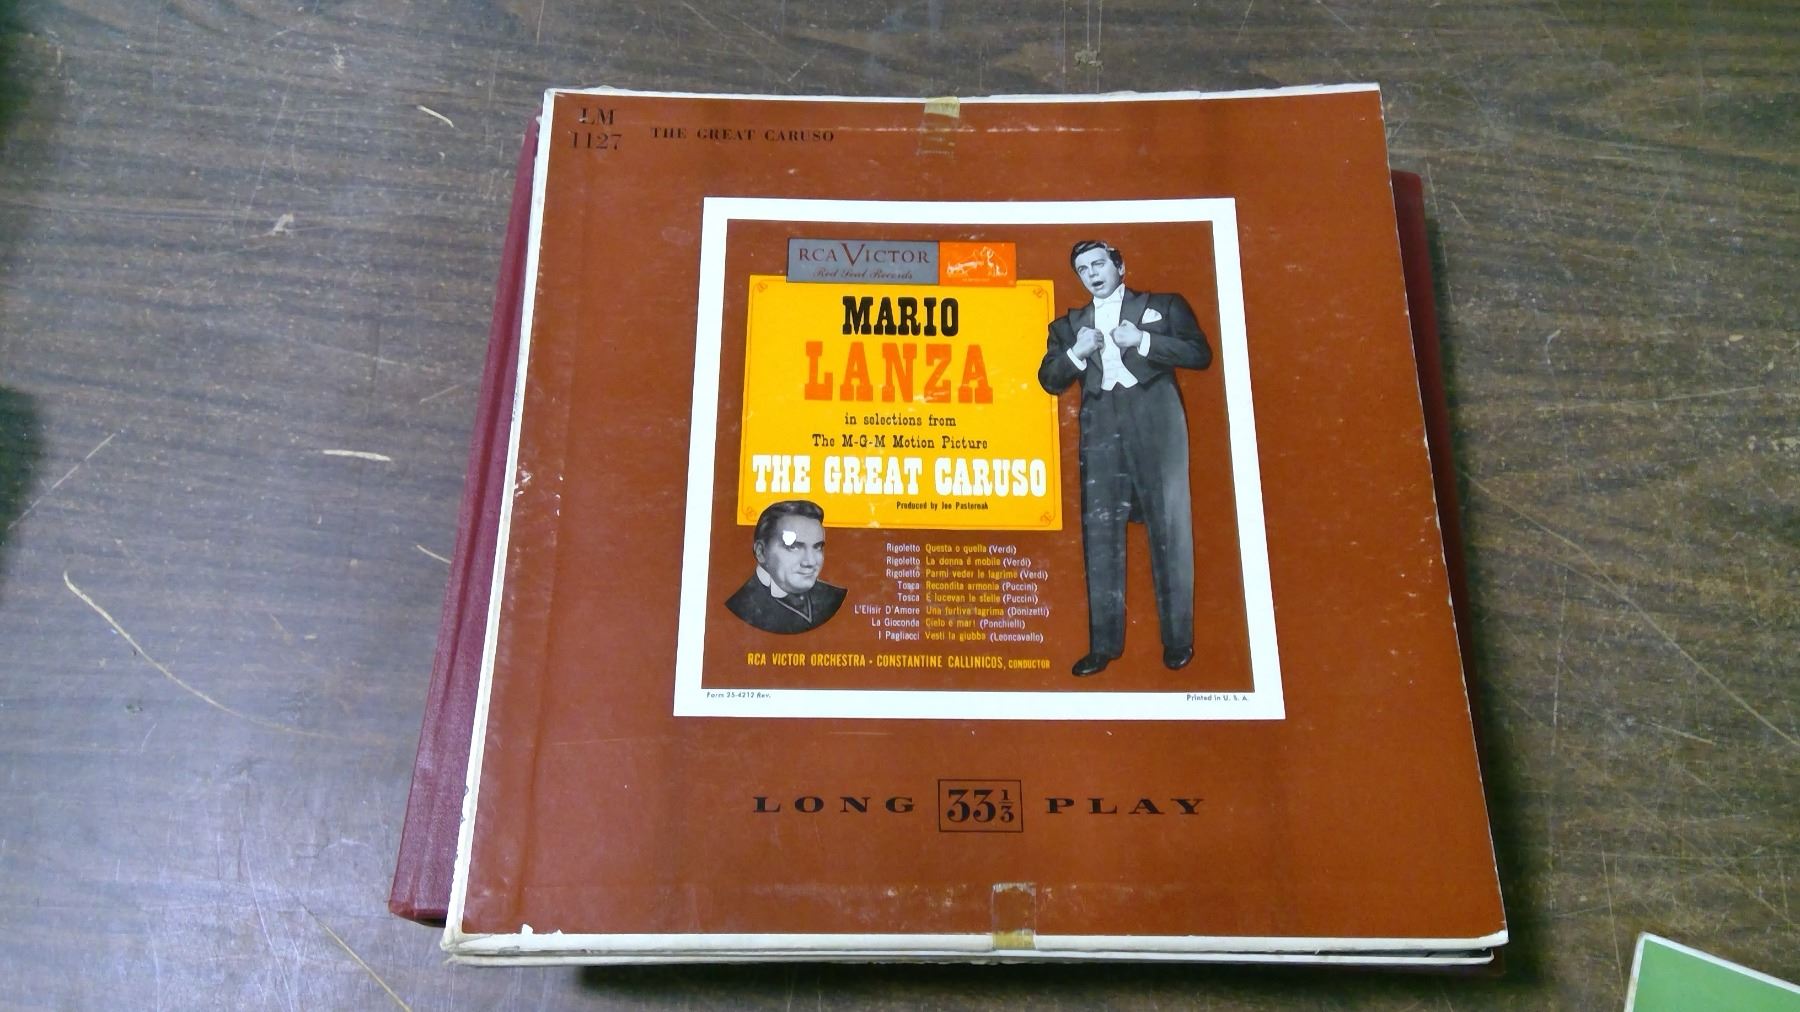 LM
1127
THE GREAT CARUSO
RCA VICTOR
Red Seal Records
MARIO
LANZA
in selections from
The M-G-M Motion Picture
THE GREAT CARUSO
Produced by Joe Pasternak
Rigoletto Questa o quella (Verdi)
Rigoletto La donna é mobile (Verdi)
Rigoletto Parmi veder le lagrime (Verdi)
Tosca Recondita armonia (Puccini)
Tosca E lucevan le stelle (Puccini)
L'Elisir D'Amore Una furtiva lagrima (Donizetti)
La Gioconda Cielo e mar! (Ponchielli)
I Pagliacci Vesti la giubba (Leoncavallo)
RCA VICTOR ORCHESTRA • CONSTANTINE CALLINICOS, CONDUCTOR
Form 25-4212 Rev.
Printed in U. S. A.
LONG 33 1/3 PLAY